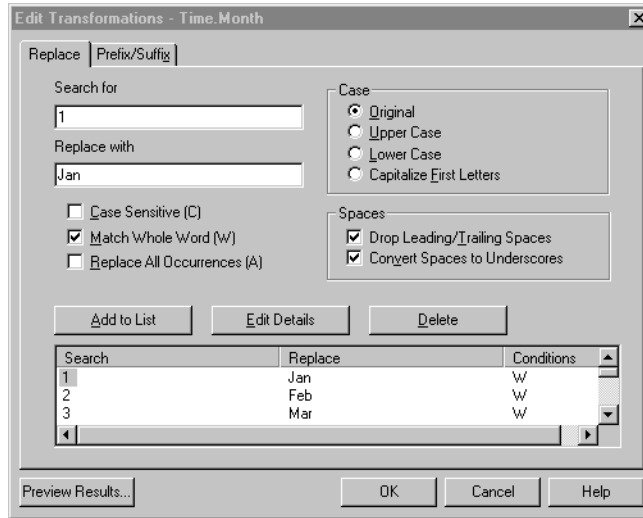 Edit Transformations - Time.Month
Replace Prefix/Suffix
Search for
1
Replace with
Jan
Case Sensitive (C)
Match Whole Word (W)
Replace All Occurrences (A)
Case
Original
Upper Case
Lower Case
Capitalize First Letters
Spaces
Drop Leading/Trailing Spaces
Convert Spaces to Underscores
Add to List Edit Details Delete
Search Replace Conditions
1 Jan W
2 Feb W
3 Mar W
Preview Results... OK Cancel Help